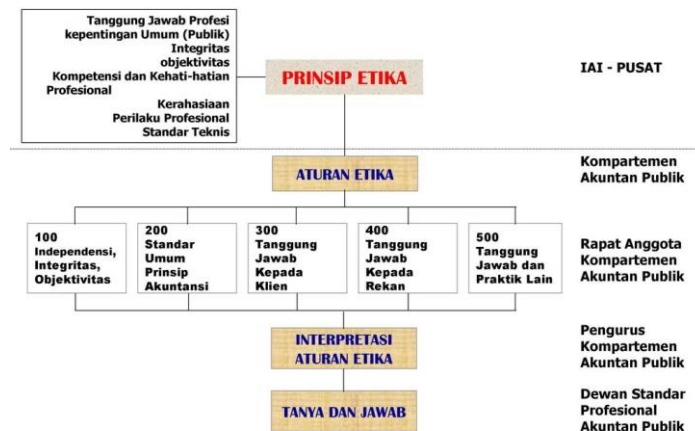 Tanggung Jawab Profesi
kepentingan Umum (Publik)
Integritas
objektivitas
Kompetensi dan Kehati-hatian
Profesional
Kerahasiaan
Perilaku Profesional
Standar Teknis
PRINSIP ETIKA
IAI - PUSAT
ATURAN ETIKA
Kompartemen
Akuntan Publik
100
Independensi,
Integritas,
Objektivitas
200
Standar
Umum
Prinsip
Akuntansi
300
Tanggung
Jawab
Kepada
Klien
400
Tanggung
Jawab
Kepada
Rekan
500
Tanggung
Jawab dan
Praktik Lain
Rapat Anggota
Kompartemen
Akuntan Publik
INTERPRETASI
ATURAN ETIKA
Pengurus
Kompartemen
Akuntan Publik
TANYA DAN JAWAB
Dewan Standar
Profesional
Akuntan Publik